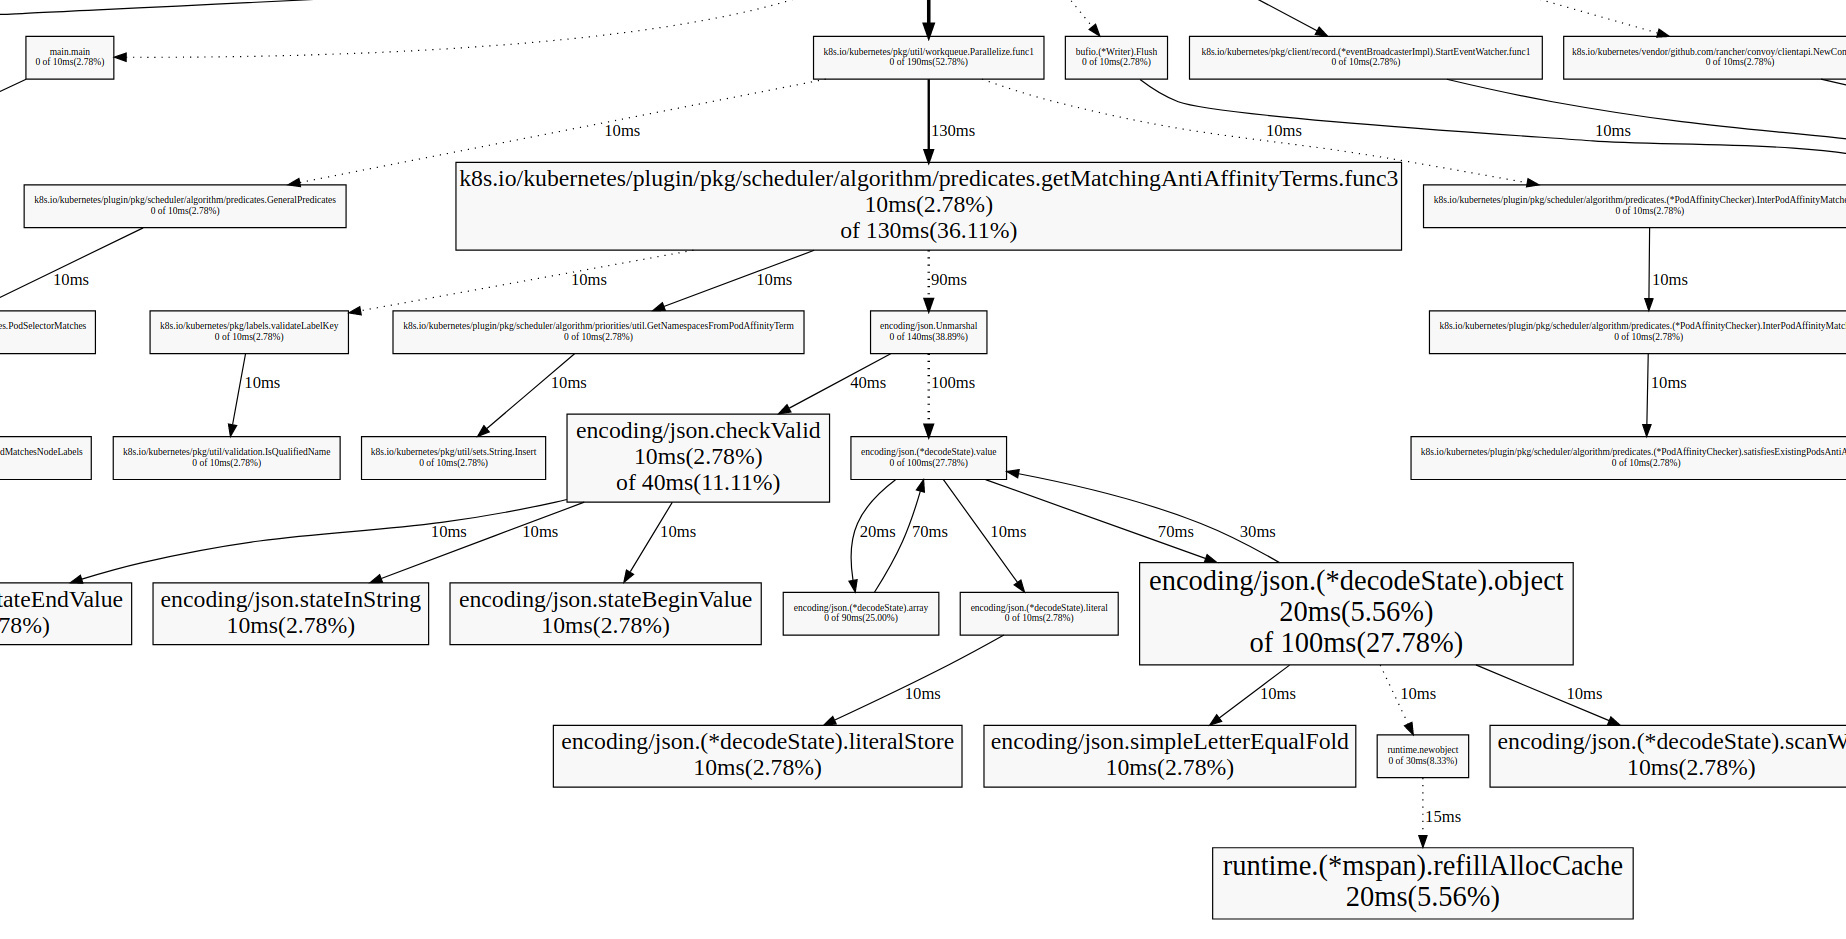 main.main
0 of 10ms(2.78%)
k8s.io/kubernetes/pkg/util/workqueue.Parallelize.func1
0 of 190ms(52.78%)
bufio.(*Writer).Flush
0 of 10ms(2.78%)
k8s.io/kubernetes/pkg/client/record.(*eventBroadcasterImpl).StartEventWatcher.func1
0 of 10ms(2.78%)
k8s.io/kubernetes/vendor/github.com/rancher/convoy/clientapi.NewCon
0 of 10ms(2.78%)
10ms
130ms
10ms
10ms
k8s.io/kubernetes/plugin/pkg/scheduler/algorithm/predicates.GeneralPredicates
0 of 10ms(2.78%)
k8s.io/kubernetes/plugin/pkg/scheduler/algorithm/predicates.getMatchingAntiAffinityTerms.func3
10ms(2.78%)
of 130ms(36.11%)
k8s.io/kubernetes/plugin/pkg/scheduler/algorithm/predicates.(*PodAffinityChecker).InterPodAffinityMatche
0 of 10ms(2.78%)
10ms
10ms
10ms
90ms
10ms
es.PodSelectorMatches
k8s.io/kubernetes/pkg/labels.validateLabelKey
0 of 10ms(2.78%)
k8s.io/kubernetes/plugin/pkg/scheduler/algorithm/priorities/util.GetNamespacesFromPodAffinityTerm
0 of 10ms(2.78%)
encoding/json.Unmarshal
0 of 140ms(38.89%)
k8s.io/kubernetes/plugin/pkg/scheduler/algorithm/predicates.(*PodAffinityChecker).InterPodAffinityMatc
0 of 10ms(2.78%)
10ms
10ms
40ms
100ms
10ms
dMatchesNodeLabels
k8s.io/kubernetes/pkg/util/validation.IsQualifiedName
0 of 10ms(2.78%)
k8s.io/kubernetes/pkg/util/sets.String.Insert
0 of 10ms(2.78%)
encoding/json.checkValid
10ms(2.78%)
of 40ms(11.11%)
encoding/json.(*decodeState).value
0 of 100ms(27.78%)
k8s.io/kubernetes/plugin/pkg/scheduler/algorithm/predicates.(*PodAffinityChecker).satisfiesExistingPodsAntiA
0 of 10ms(2.78%)
10ms
10ms
10ms
20ms
70ms
10ms
70ms
30ms
tateEndValue
78%)
encoding/json.stateInString
10ms(2.78%)
encoding/json.stateBeginValue
10ms(2.78%)
encoding/json.(*decodeState).array
0 of 90ms(25.00%)
encoding/json.(*decodeState).literal
0 of 10ms(2.78%)
encoding/json.(*decodeState).object
20ms(5.56%)
of 100ms(27.78%)
10ms
10ms
10ms
10ms
encoding/json.(*decodeState).literalStore
10ms(2.78%)
encoding/json.simpleLetterEqualFold
10ms(2.78%)
runtime.newobject
0 of 30ms(8.33%)
encoding/json.(*decodeState).scanW
10ms(2.78%)
15ms
runtime.(*mspan).refillAllocCache
20ms(5.56%)